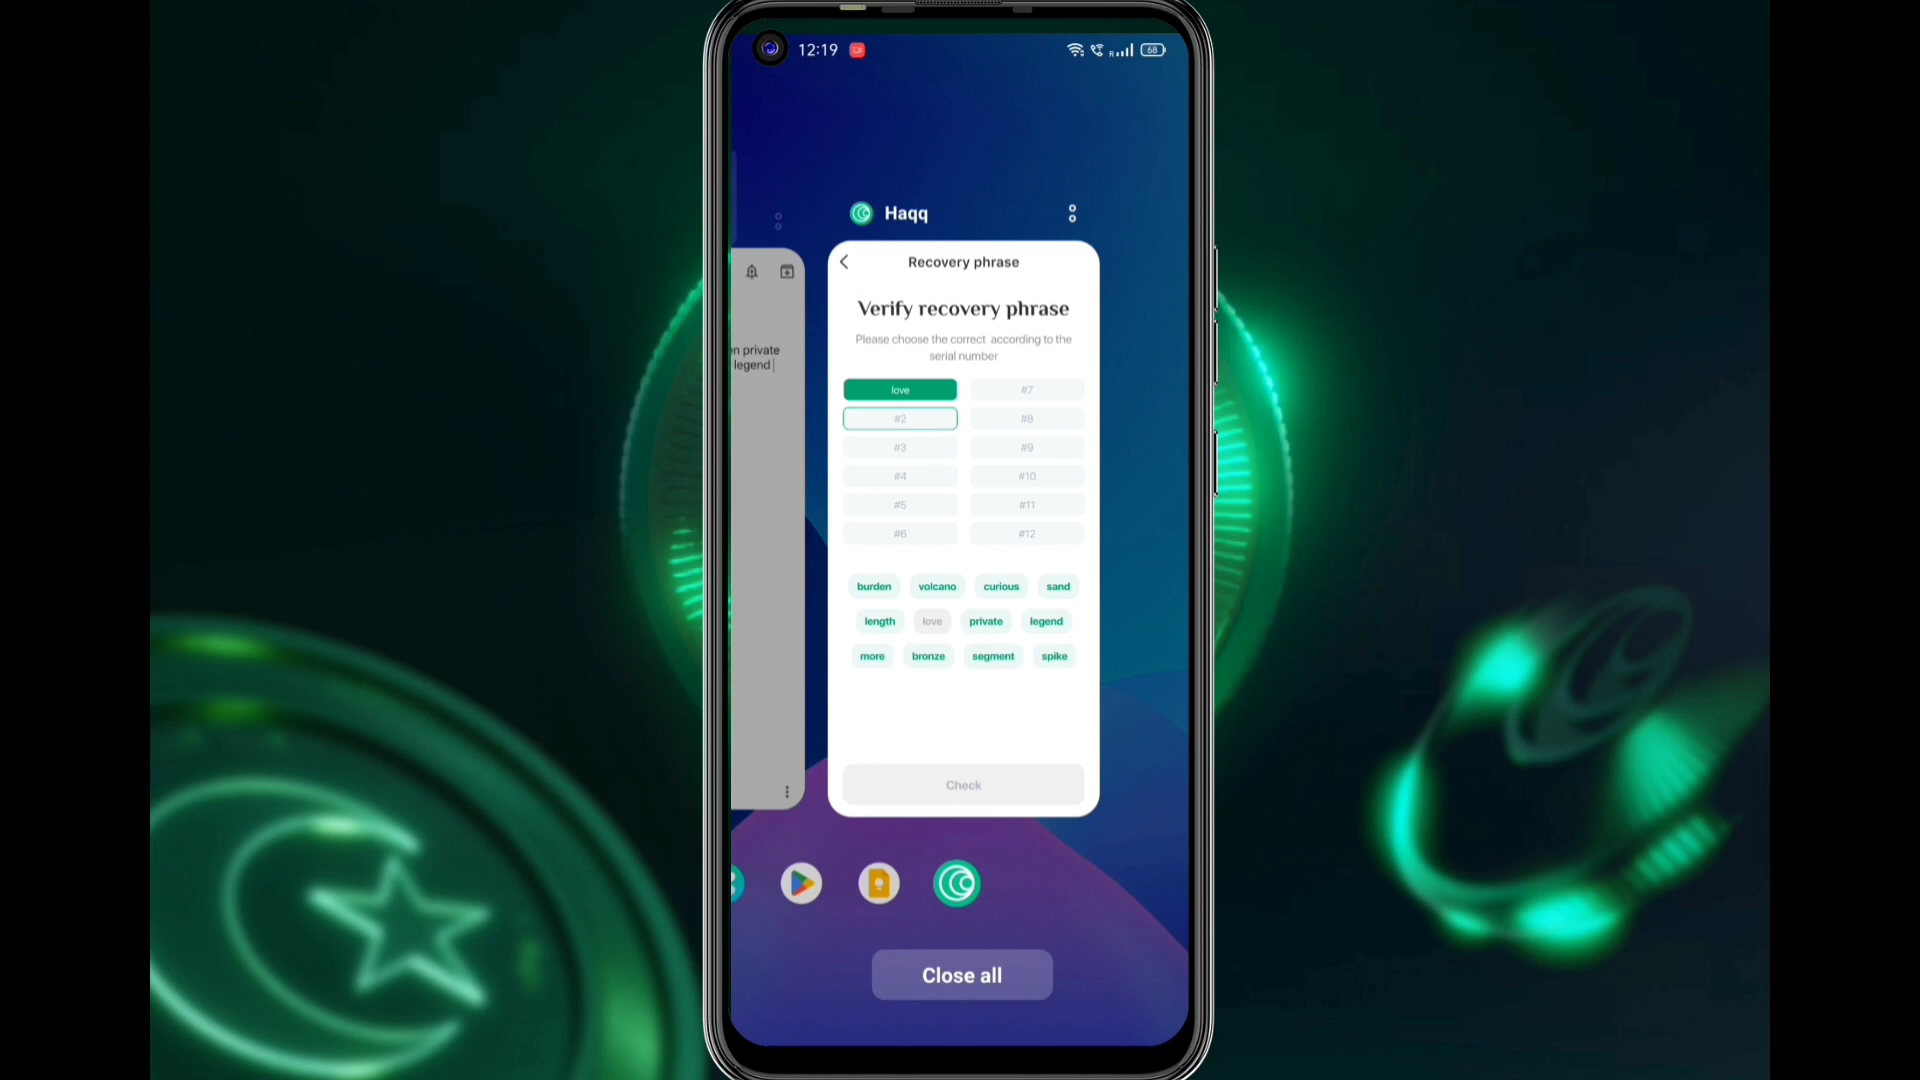 12:19
R
68
Haqq
en private
legend
Recovery phrase
Verify recovery phrase
Please choose the correct according to the
serial number
love #7
#2 #8
#3 #9
#4 #10
#5 #11
#6 #12
burden volcano curious sand
length love private legend
more bronze segment spike
Check
Close all